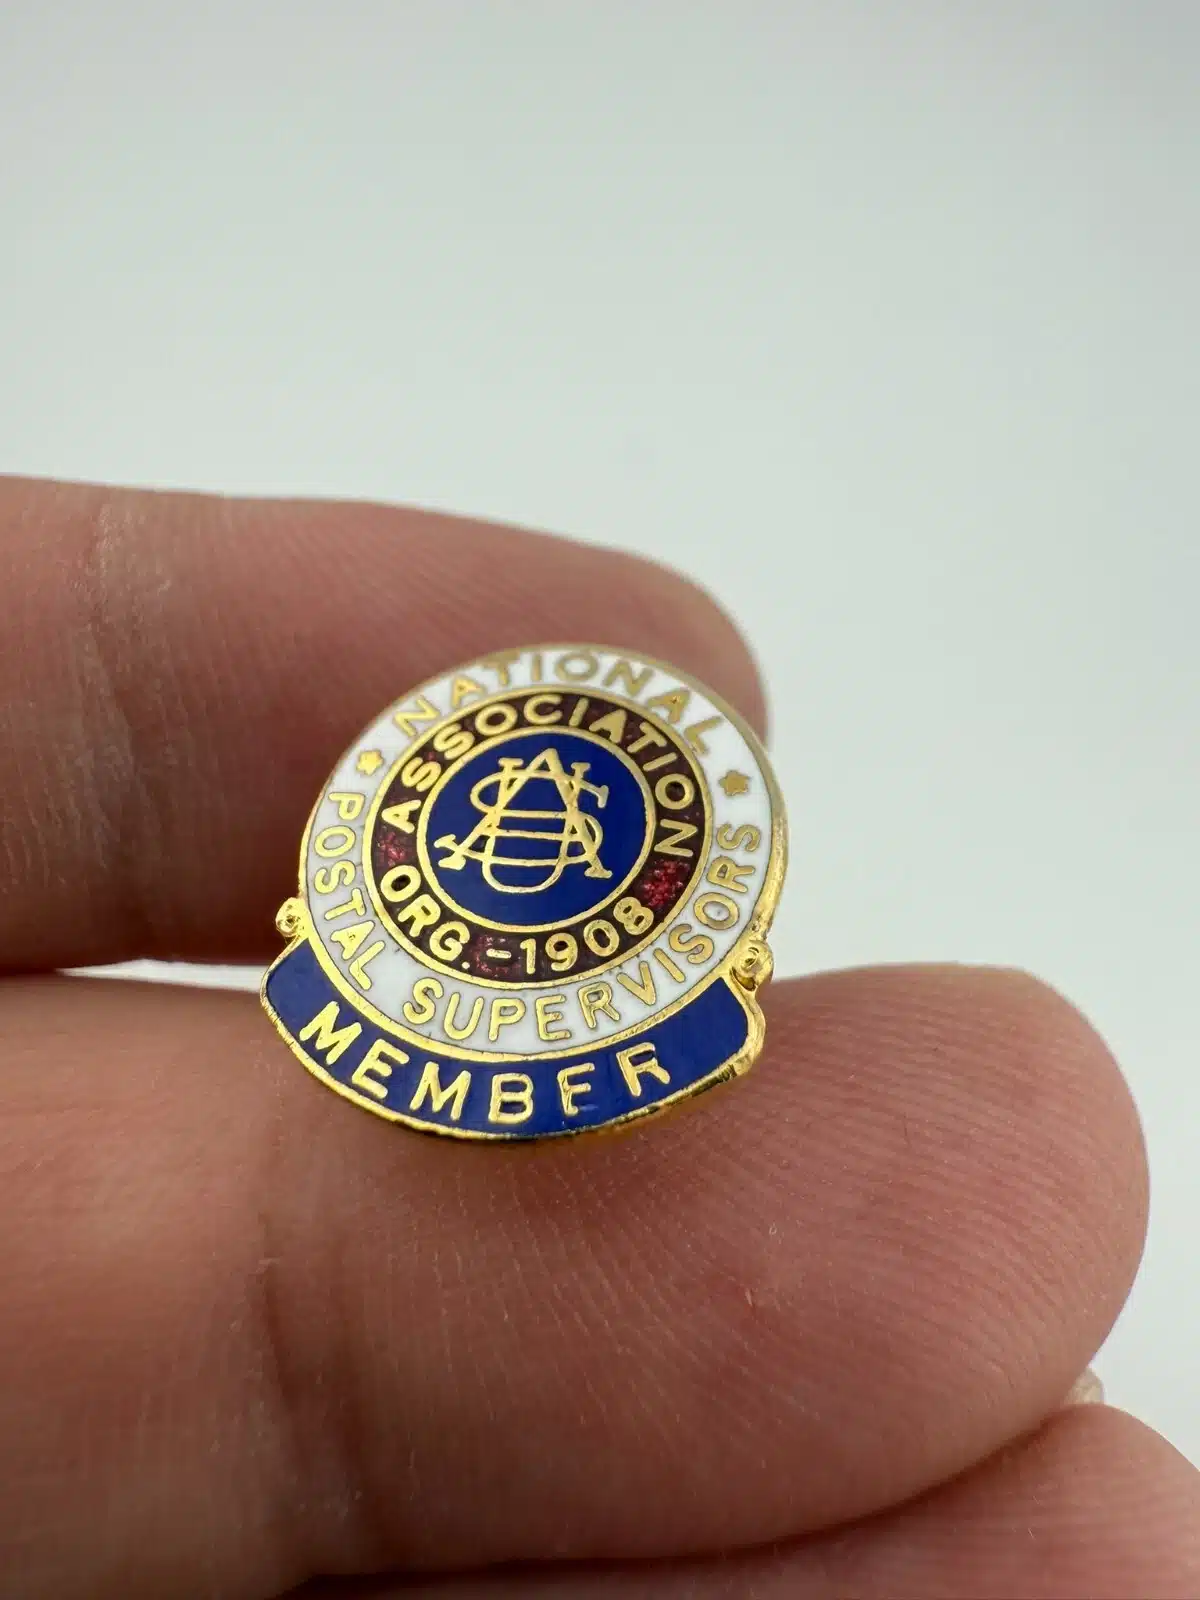 NATIONAL
ASSOCIATION
ORG.-1908
POSTAL SUPERVISORS
MEMBER